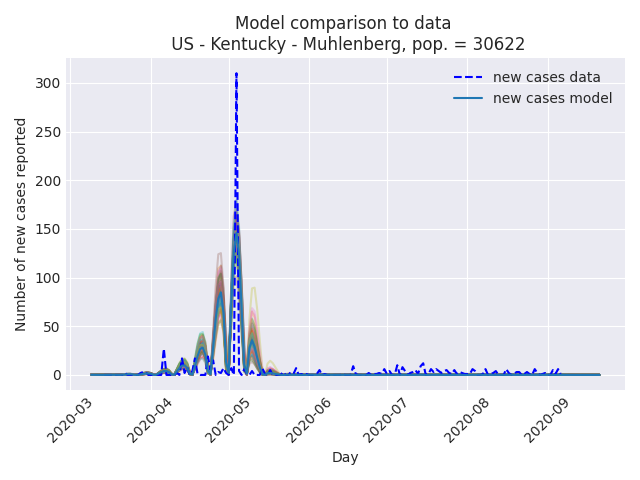 Model comparison to data
US - Kentucky - Muhlenberg, pop. = 30622
new cases data
new cases model
Number of new cases reported
300
250
200
150
100
50
0
2020-03
2020-04
2020-05
2020-06
2020-07
2020-08
2020-09
Day